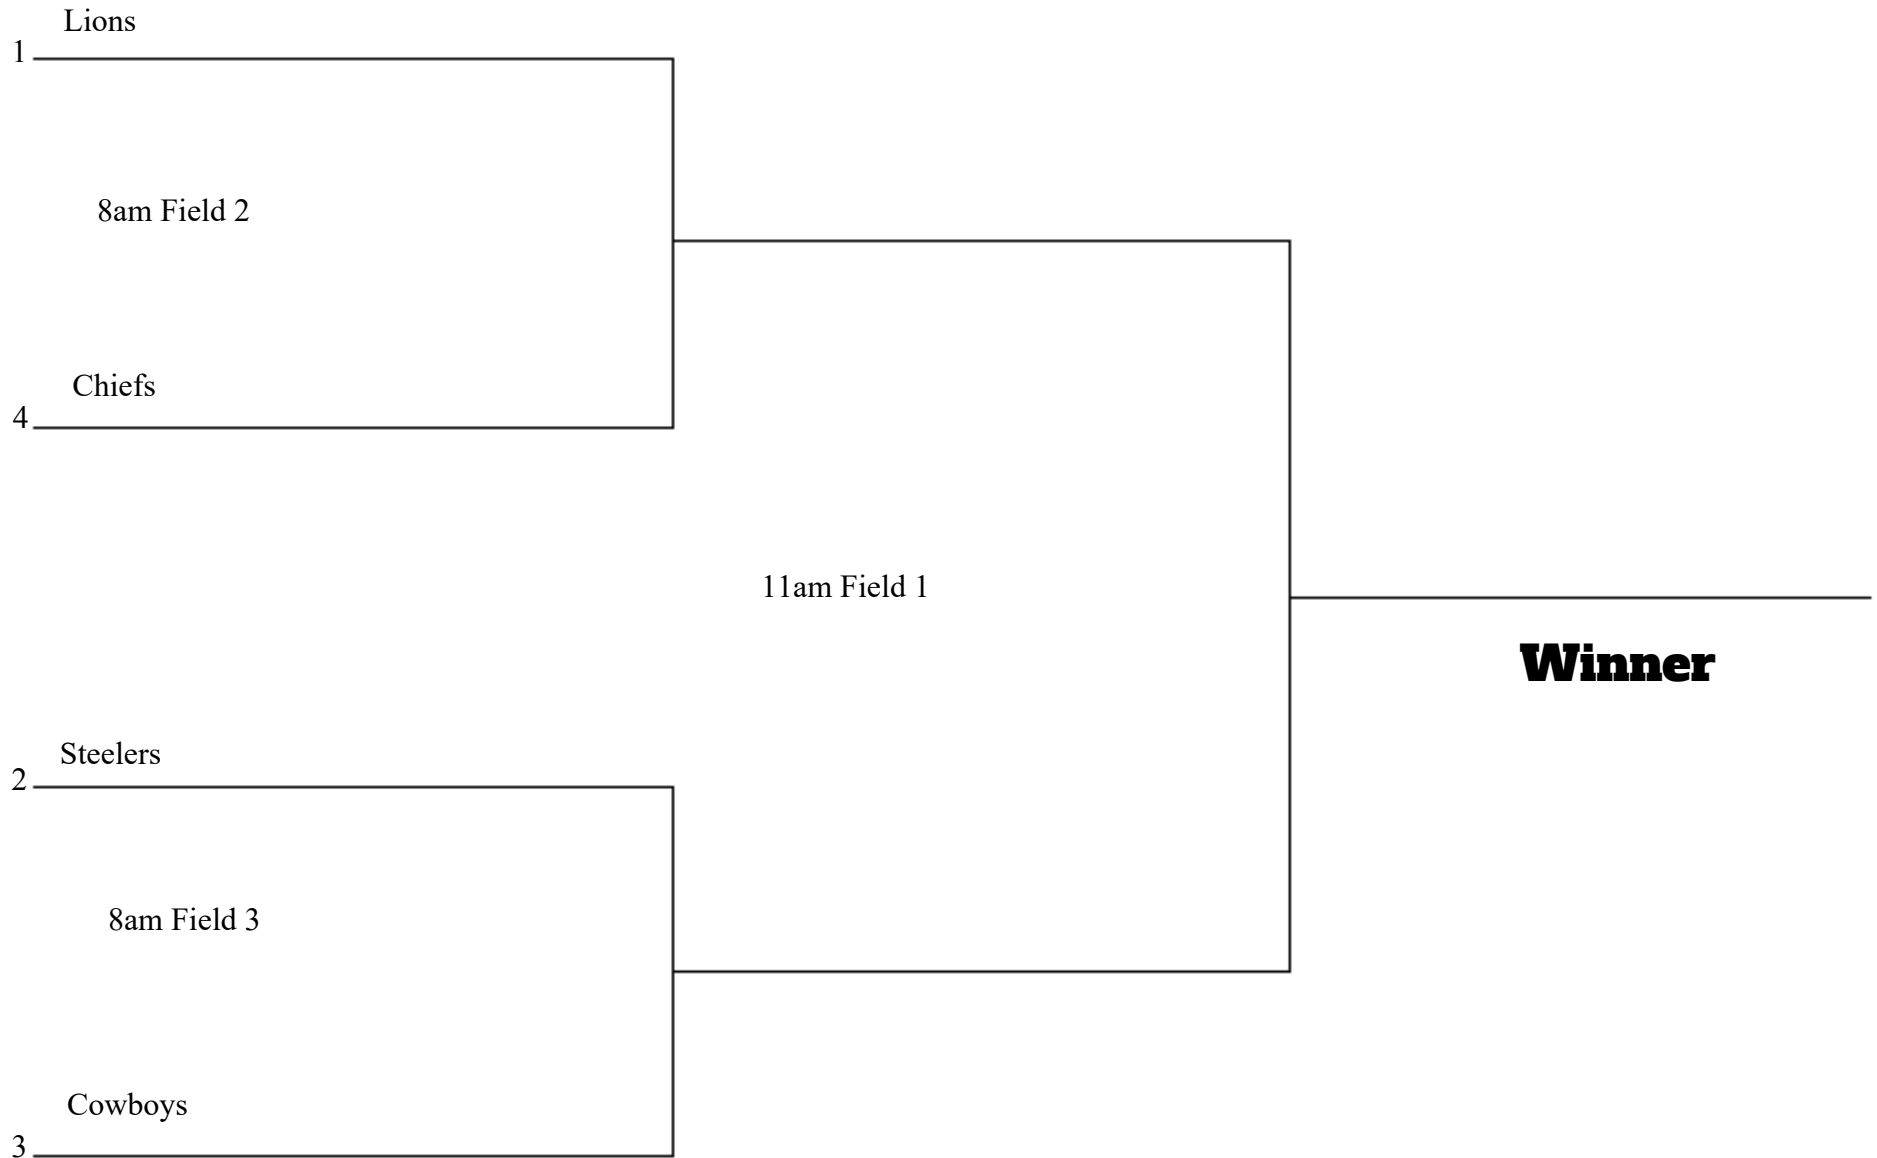 Lions
1
8am Field 2
Chiefs
4
11am Field 1
Winner
Steelers
2
8am Field 3
Cowboys
3